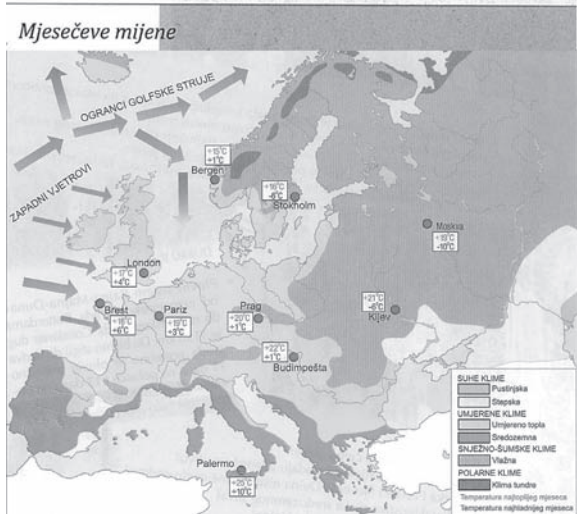 Mjesečeve mijene
OGRANCI GOLFSKE STRUJE
ZAPADNI VJETROVI
+15°C
+1°C
Bergen
+16°C
Stokholm
Moskva
+19°C
-10°C
London
+17°C
+4°C
Brest
+6°C
Pariz
+19°C
+3°C
Prag
+20°C
+1°C
+21°C
Kijev
+22°C
+1°C
Budimpešta
Palermo
+25°C
+10°C
SUHE KLIME
Pustinjska
Stepska
UMJERENE KLIME
Umjereno topla
Sredozemna
SNJEŽNO-ŠUMSKE KLIME
Vlažna
POLARNE KLIME
Klima tundre
Temperatura najtoplijeg mjeseca
Temperatura najhladnijeg mjeseca